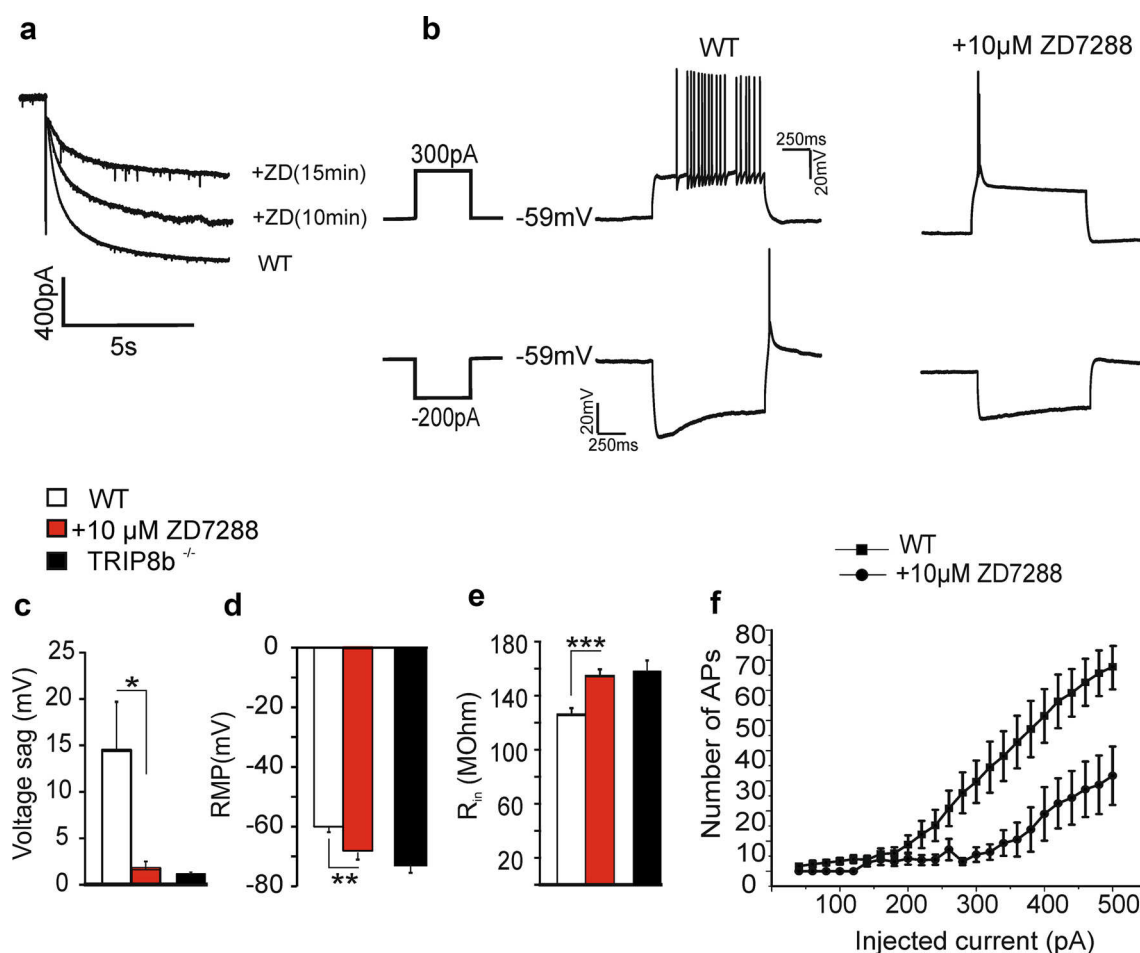 a
+ZD(15min)
+ZD(10min)
WT
400pA
5s
b
WT
+10µM ZD7288
300pA
-59mV
250ms
20mV
-59mV
-200pA
20mV
250ms
WT
+10 µM ZD7288
TRIP8b -/-
c
Voltage sag (mV)
25
20
15
10
5
0
*
d
RMP(mV)
0
-20
-40
-60
-80
**
e
Rin (MOhm)
180
140
120
100
60
20
***
WT
+10µM ZD7288
f
Number of APs
80
70
60
50
40
30
20
10
0
100
200
300
400
500
Injected current (pA)